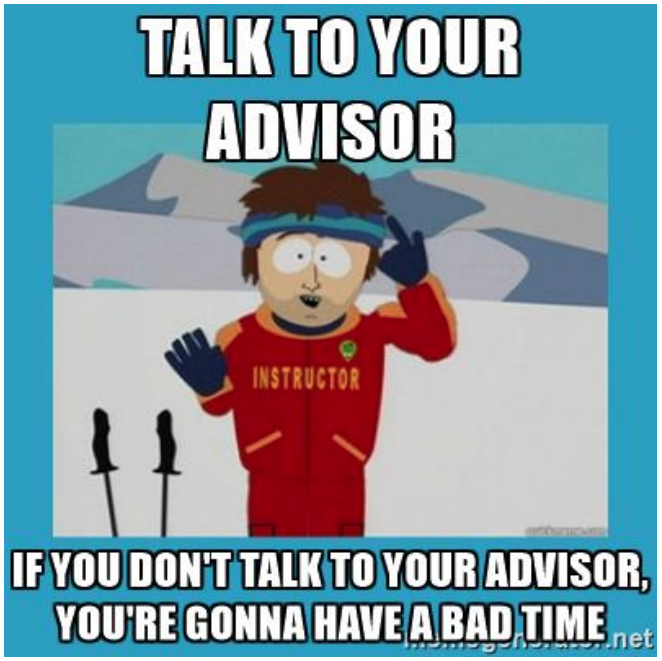 TALK TO YOUR
ADVISOR
INSTRUCTOR
IF YOU DON'T TALK TO YOUR ADVISOR,
YOU'RE GONNA HAVE A BAD TIME